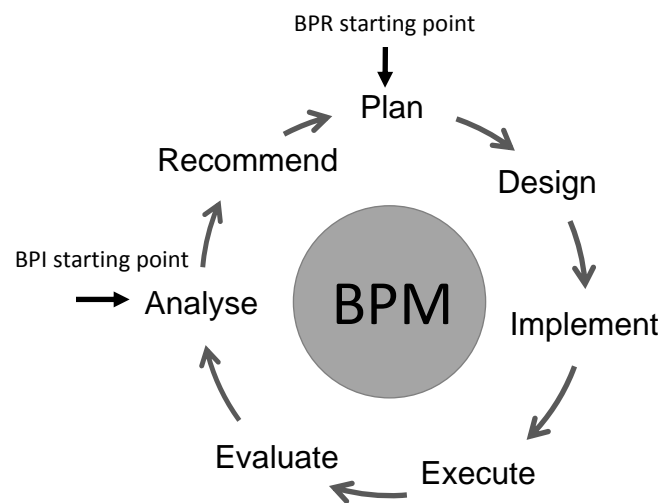 BPR starting point
Plan
Recommend
Design
BPI starting point
Analyse
BPM
Implement
Evaluate
Execute